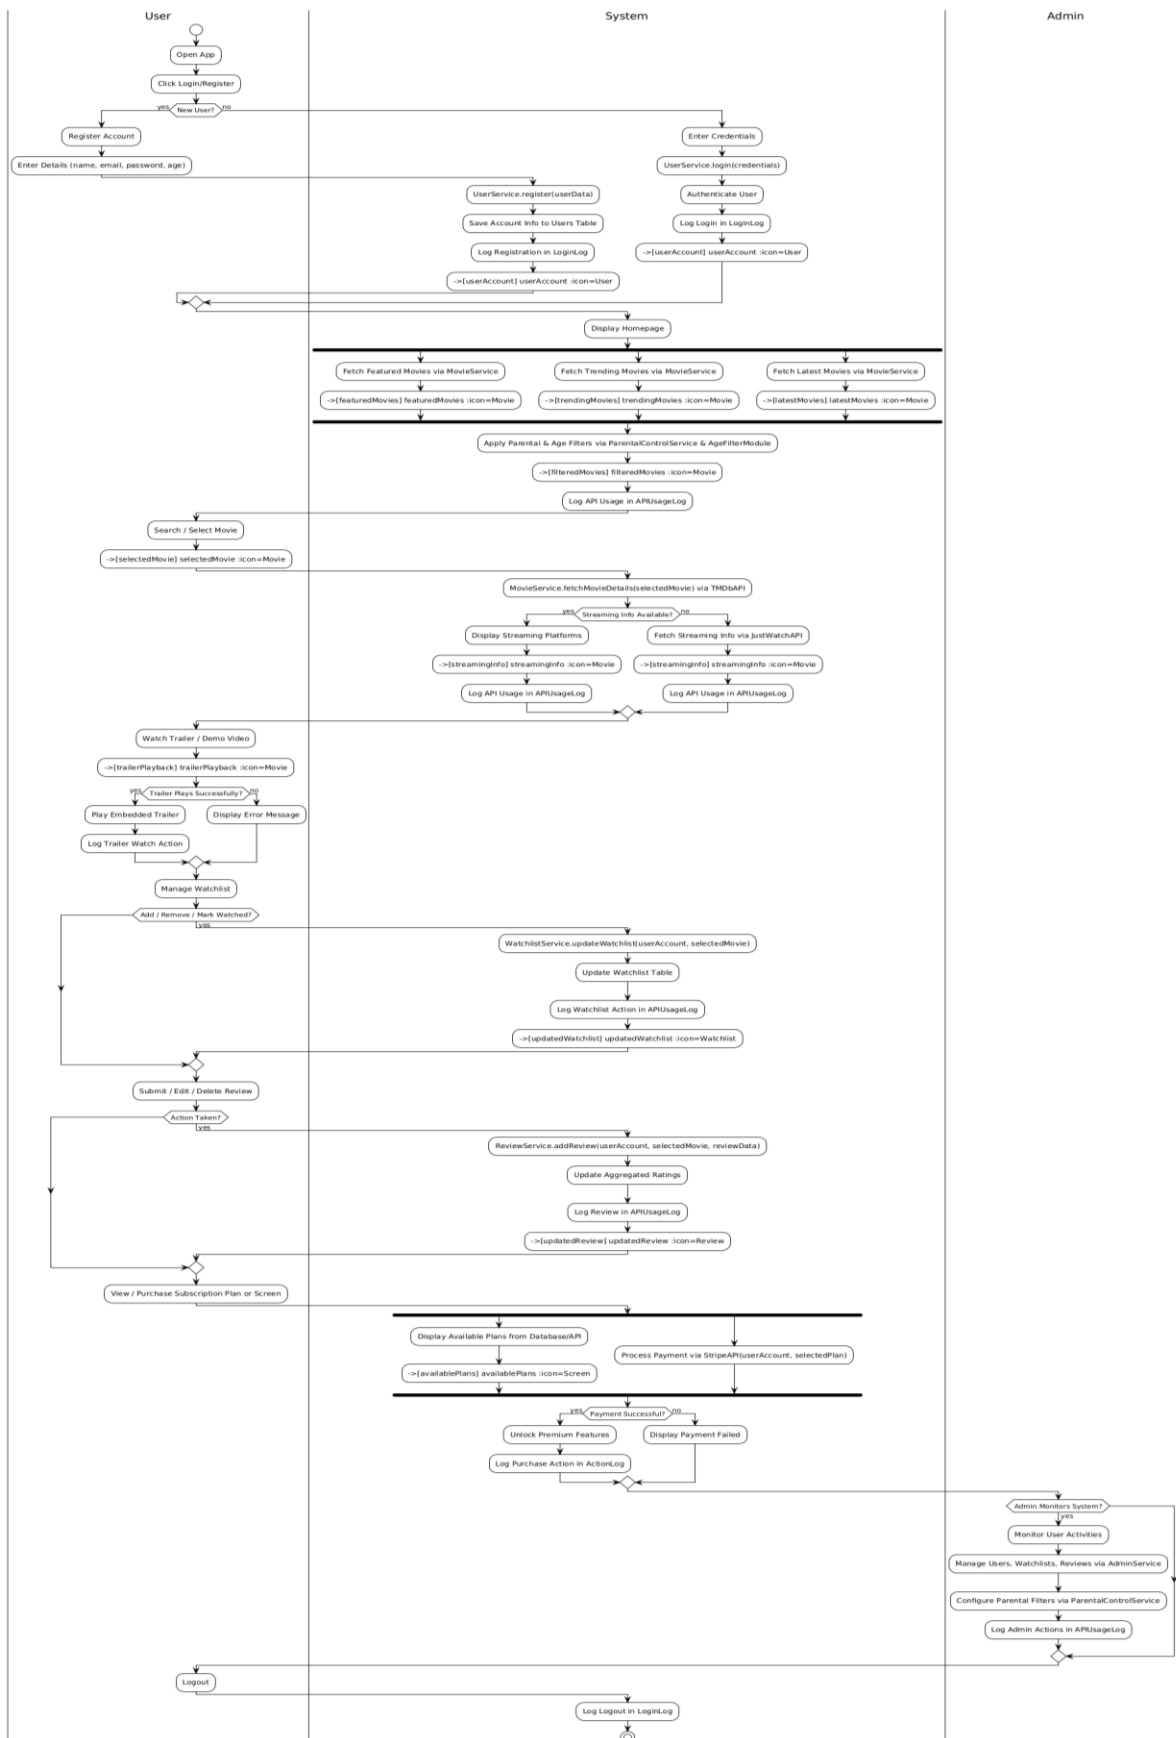 User
System
Admin
Open App
Click Login/Register
yes
New User?
no
Register Account
Enter Credentials
Enter Details (name, email, password, age)
UserService.login(credentials)
UserService.register(userData)
Authenticate User
Save Account Info to Users Table
Log Login in LoginLog
Log Registration in LoginLog
->[userAccount] userAccount :icon=User
->[userAccount] userAccount :icon=User
Display Homepage
Fetch Featured Movies via MovieService
Fetch Trending Movies via MovieService
Fetch Latest Movies via MovieService
->[featuredMovies] featuredMovies :icon=Movie
->[trendingMovies] trendingMovies :icon=Movie
->[latestMovies] latestMovies :icon=Movie
Apply Parental & Age Filters via ParentalControlService & AgeFilterModule
->[filteredMovies] filteredMovies :icon=Movie
Log API Usage in APIUsageLog
Search / Select Movie
->[selectedMovie] selectedMovie :icon=Movie
MovieService.fetchMovieDetails(selectedMovie) via TMDbAPI
yes
Streaming Info Available?
no
Display Streaming Platforms
Fetch Streaming Info via JustWatchAPI
->[streamingInfo] streamingInfo :icon=Movie
->[streamingInfo] streamingInfo :icon=Movie
Log API Usage in APIUsageLog
Log API Usage in APIUsageLog
Watch Trailer / Demo Video
->[trailerPlayback] trailerPlayback :icon=Movie
yes
Trailer Plays Successfully?
no
Play Embedded Trailer
Display Error Message
Log Trailer Watch Action
Manage Watchlist
Add / Remove / Mark Watched?
yes
WatchlistService.updateWatchlist(userAccount, selectedMovie)
Update Watchlist Table
Log Watchlist Action in APIUsageLog
->[updatedWatchlist] updatedWatchlist :icon=Watchlist
Submit / Edit / Delete Review
Action Taken?
yes
ReviewService.addReview(userAccount, selectedMovie, reviewData)
Update Aggregated Ratings
Log Review in APIUsageLog
->[updatedReview] updatedReview :icon=Review
View / Purchase Subscription Plan or Screen
Display Available Plans from Database/API
Process Payment via StripeAPI(userAccount, selectedPlan)
->[availablePlans] availablePlans :icon=Screen
yes
Payment Successful?
no
Unlock Premium Features
Display Payment Failed
Log Purchase Action in ActionLog
Admin Monitors System?
yes
Monitor User Activities
Manage Users, Watchlists, Reviews via AdminService
Configure Parental Filters via ParentalControlService
Log Admin Actions in APIUsageLog
Logout
Log Logout in LoginLog